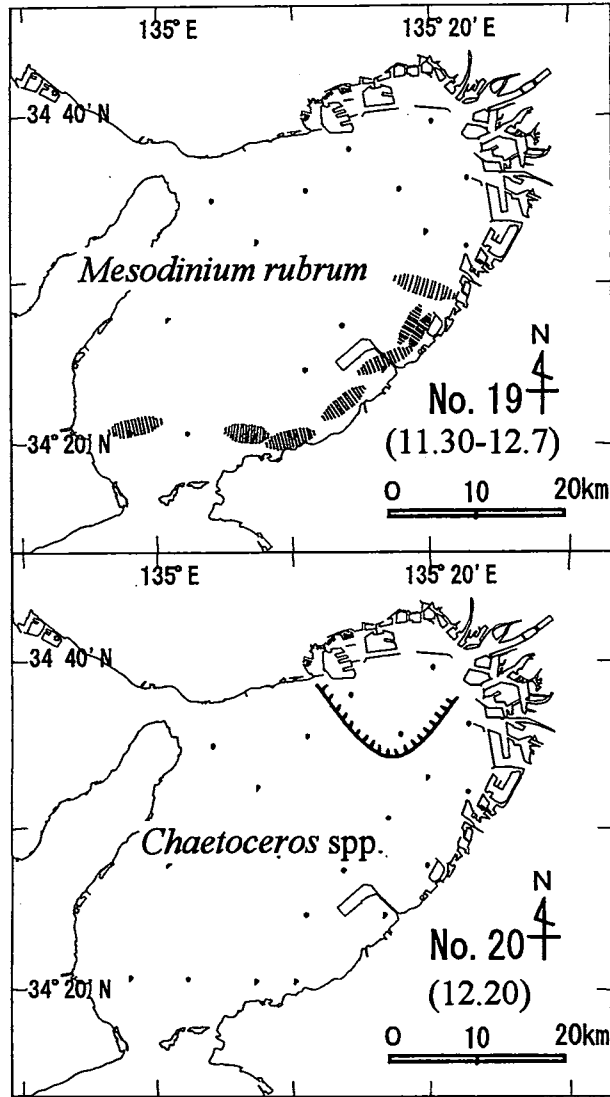 135°E 135°20'E
34 40'N
Mesodinium rubrum
N
No. 19
34°20'N
(11.30-12.7)
0 10 20km
135°E 135°20'E
34 40'N
Chaetoceros spp.
N
No. 20
34°20'N
(12.20)
0 10 20km